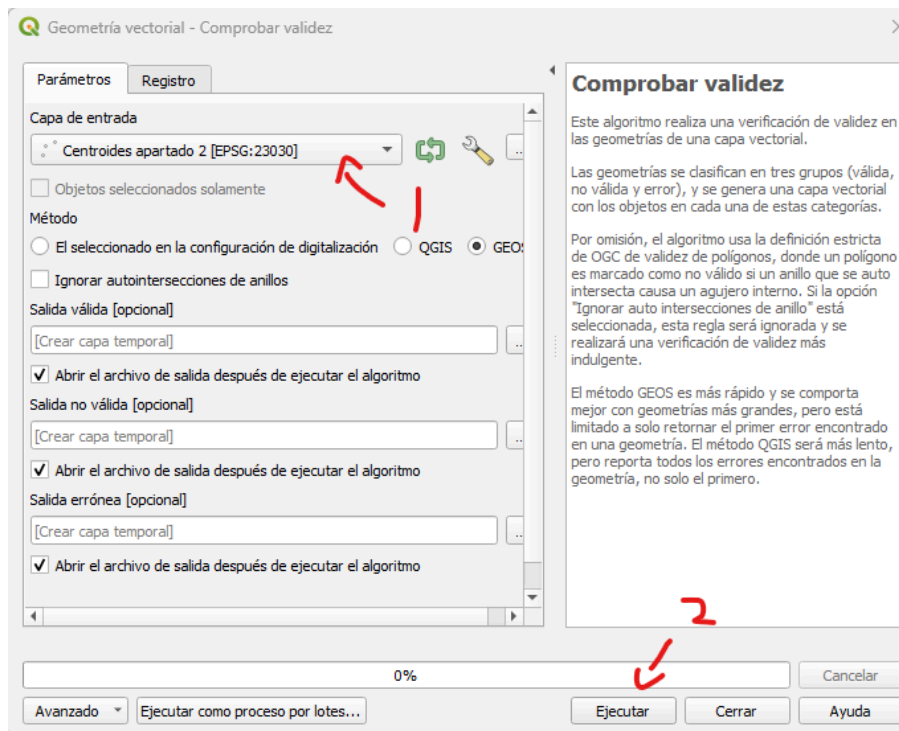 Geometría vectorial - Comprobar validez
Parámetros
Registro
Capa de entrada
Centroides apartado 2 [EPSG:23030]
...
1
Objetos seleccionados solamente
Método
El seleccionado en la configuración de digitalización
QGIS
GEOS
Ignorar autointersecciones de anillos
Salida válida [opcional]
[Crear capa temporal]
...
Abrir el archivo de salida después de ejecutar el algoritmo
Salida no válida [opcional]
[Crear capa temporal]
...
Abrir el archivo de salida después de ejecutar el algoritmo
Salida errónea [opcional]
[Crear capa temporal]
...
Abrir el archivo de salida después de ejecutar el algoritmo
Comprobar validez
Este algoritmo realiza una verificación de validez en
las geometrías de una capa vectorial.
Las geometrías se clasifican en tres grupos (válida,
no válida y error), y se genera una capa vectorial
con los objetos en cada una de estas categorías.
Por omisión, el algoritmo usa la definición estricta
de OGC de validez de polígonos, donde un polígono
es marcado como no válido si un anillo que se auto
intersecta causa un agujero interno. Si la opción
"Ignorar auto intersecciones de anillo" está
seleccionada, esta regla será ignorada y se
realizará una verificación de validez más
indulgente.
El método GEOS es más rápido y se comporta
mejor con geometrías más grandes, pero está
limitado a solo retornar el primer error encontrado
en una geometría. El método QGIS será más lento,
pero reporta todos los errores encontrados en la
geometría, no solo el primero.
2
0%
Cancelar
Avanzado
Ejecutar como proceso por lotes...
Ejecutar
Cerrar
Ayuda